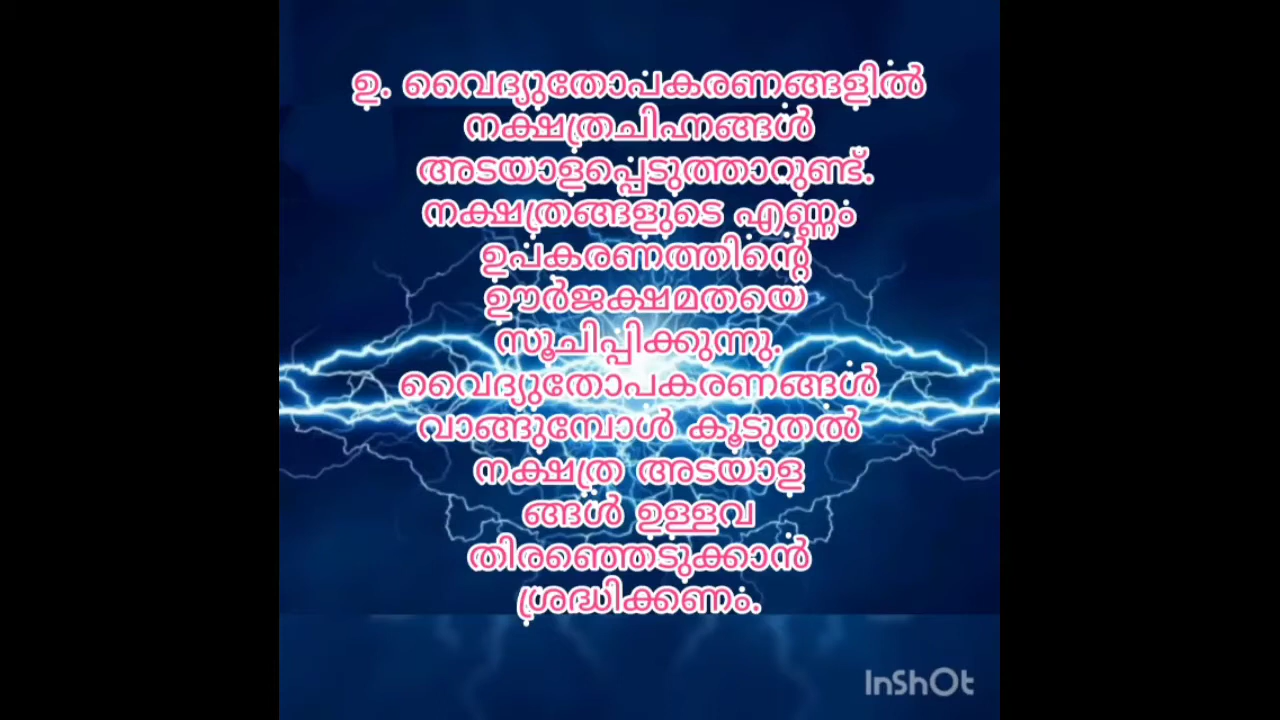 ഉ. വൈദ്യുതോപകരണങ്ങളിൽ
നക്ഷത്രചിഹ്നങ്ങൾ
അടയാളപ്പെടുത്താറുണ്ട്.
നക്ഷത്രങ്ങളുടെ എണ്ണം
ഉപകരണത്തിന്റെ
ഊർജക്ഷമതയെ
സൂചിപ്പിക്കുന്നു.
വൈദ്യുതോപകരണങ്ങൾ
വാങ്ങുമ്പോൾ കൂടുതൽ
നക്ഷത്ര അടയാള
ങ്ങൾ ഉള്ളവ
തിരഞ്ഞെടുക്കാൻ
ശ്രദ്ധിക്കണം.
InShOt